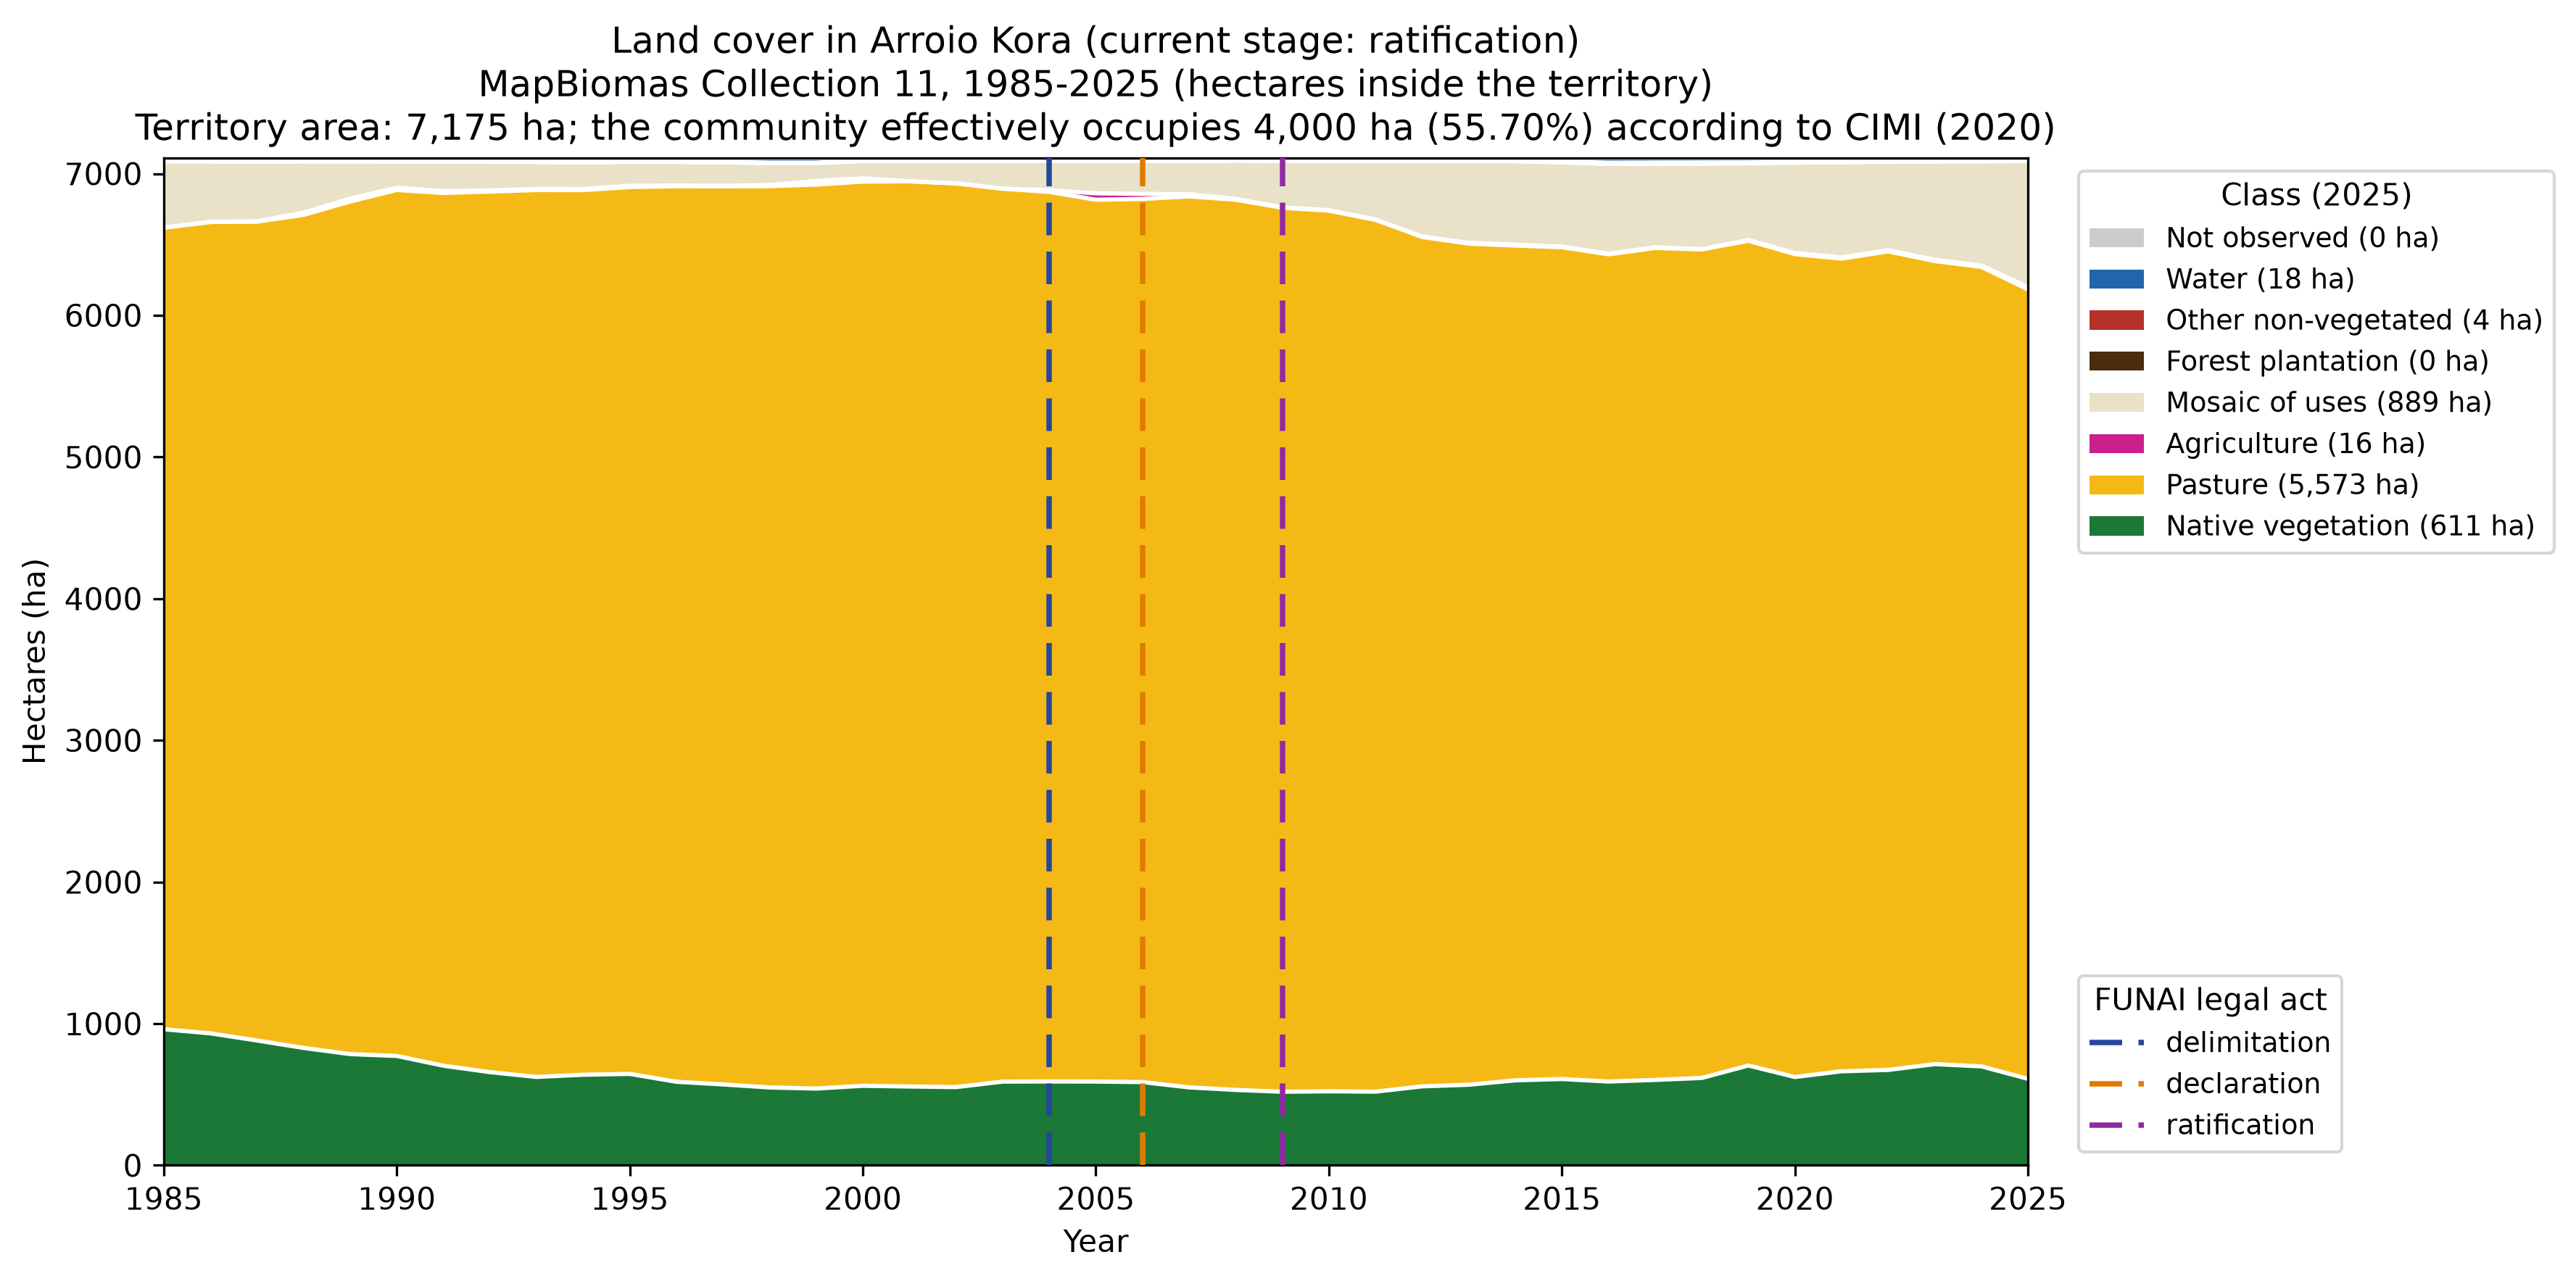 Land cover in Arroio Kora (current stage: ratification)
MapBiomas Collection 11, 1985-2025 (hectares inside the territory)
Territory area: 7,175 ha; the community effectively occupies 4,000 ha (55.70%) according to CIMI (2020)
7000
6000
5000
4000
3000
2000
1000
0
Hectares (ha)
1985
1990
1995
2000
2005
2010
2015
2020
2025
Year
Class (2025)
Not observed (0 ha)
Water (18 ha)
Other non-vegetated (4 ha)
Forest plantation (0 ha)
Mosaic of uses (889 ha)
Agriculture (16 ha)
Pasture (5,573 ha)
Native vegetation (611 ha)
FUNAI legal act
delimitation
declaration
ratification